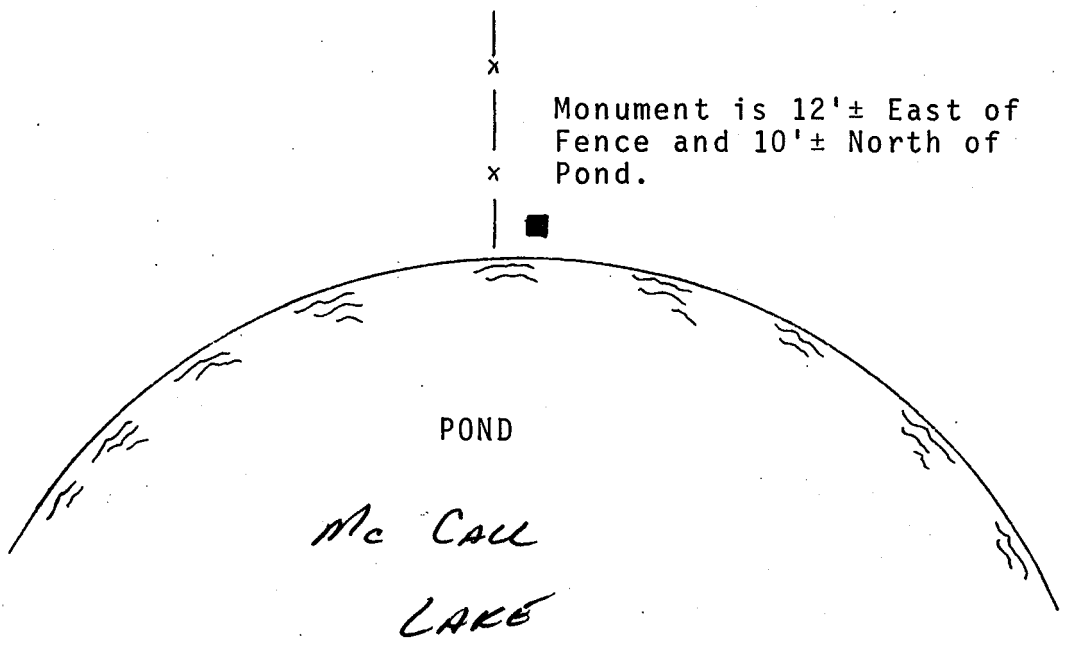 Monument is 12'± East of
Fence and 10'± North of
Pond.
POND
Mc CALL
LAKE